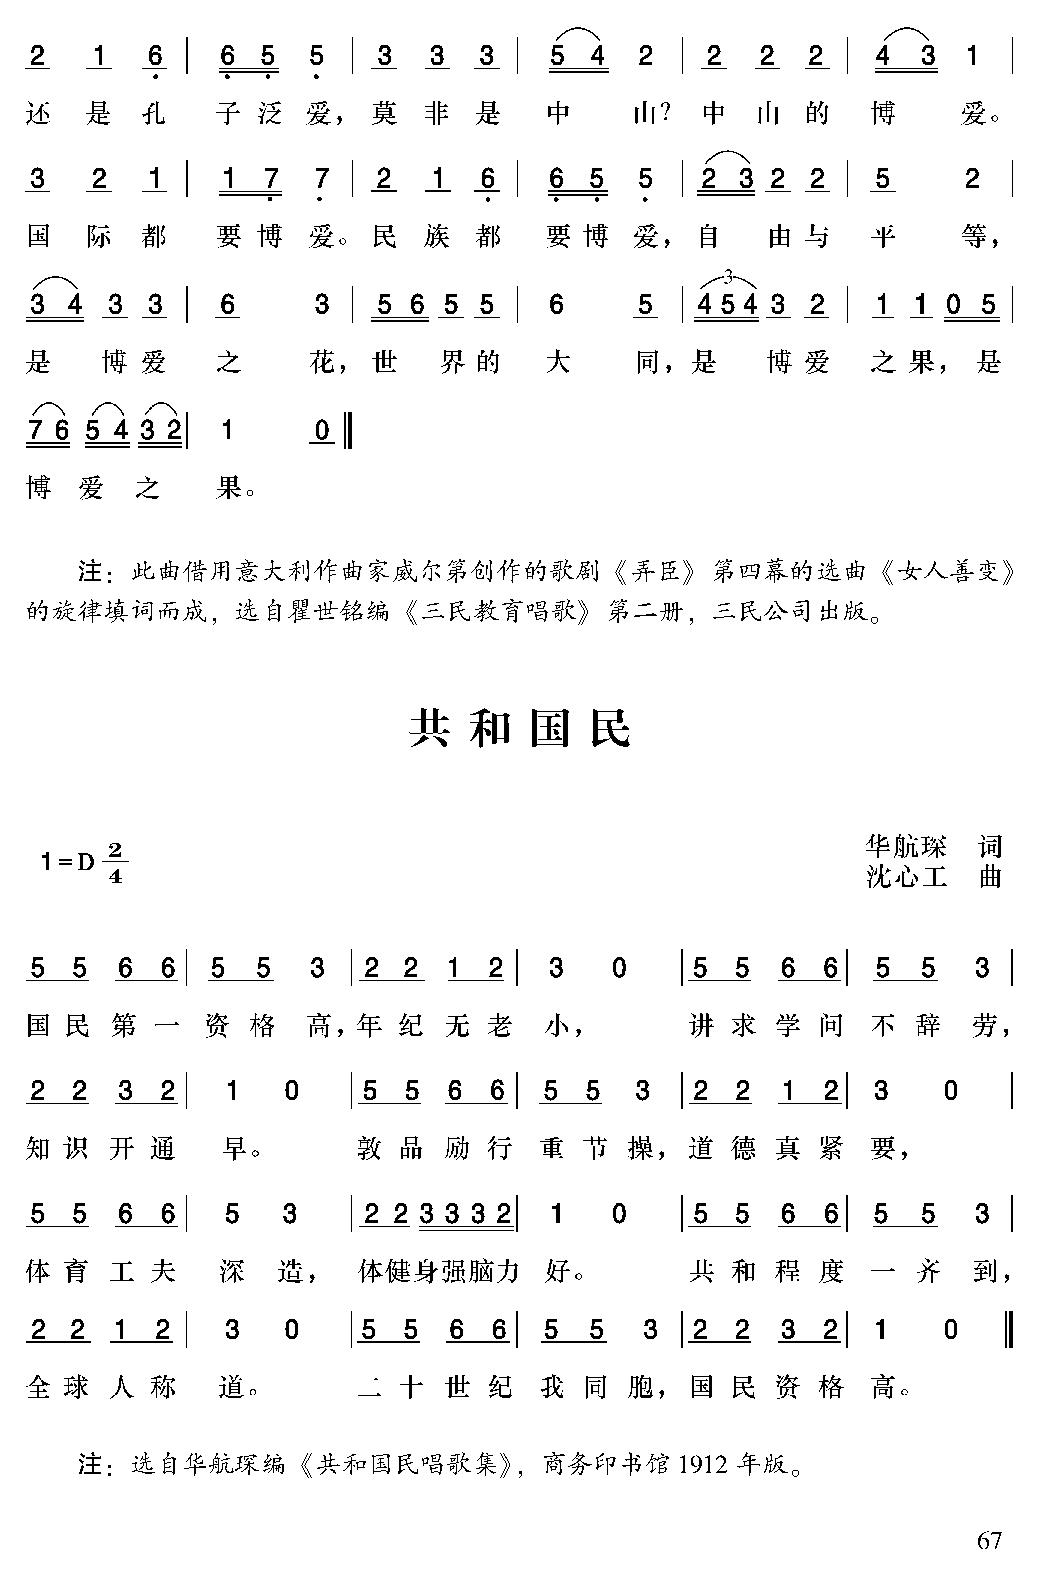 2 1 6 | 6 5 5 | 3 3 3 | 5 4 2 | 2 2 2 | 4 3 1 |
还是孔 子泛爱，莫非是 中 山？中山的 博 爱。
3 2 1 | 1 7 7 | 2 1 6 | 6 5 5 | 2 3 2 2 | 5 2 |
国际都 要博爱。民族都 要博爱，自 由与 平 等，
3
3 4 3 3 | 6 3 | 5 6 5 5 | 6 5 | 4 5 4 3 2 | 1 1 0 5 |
是 博爱 之 花，世 界的 大 同，是 博爱 之果，是
7 6 5 4 3 2 | 1 0 ‖
博 爱 之 果。
注：此曲借用意大利作曲家威尔第创作的歌剧《弄臣》第四幕的选曲《女人善变》
的旋律填词而成，选自瞿世铭编《三民教育唱歌》第二册，三民公司出版。
共和国民
1=D 2/4
华航琛 词
沈心工 曲
5 5 6 6 | 5 5 3 | 2 2 1 2 | 3 0 | 5 5 6 6 | 5 5 3 |
国民第一 资格高，年纪无老 小， 讲求学问 不辞劳，
2 2 3 2 | 1 0 | 5 5 6 6 | 5 5 3 | 2 2 1 2 | 3 0 |
知识开通 早。 敦品励行 重节操，道德真紧 要，
5 5 6 6 | 5 3 | 2 2 3 3 3 2 | 1 0 | 5 5 6 6 | 5 5 3 |
体育工夫 深 造， 体健身强脑力 好。 共和程度 一齐到，
2 2 1 2 | 3 0 | 5 5 6 6 | 5 5 3 | 2 2 3 2 | 1 0 ‖
全球人称 道。 二十世纪 我同胞，国民资格 高。
注：选自华航琛编《共和国民唱歌集》，商务印书馆 1912 年版。
67